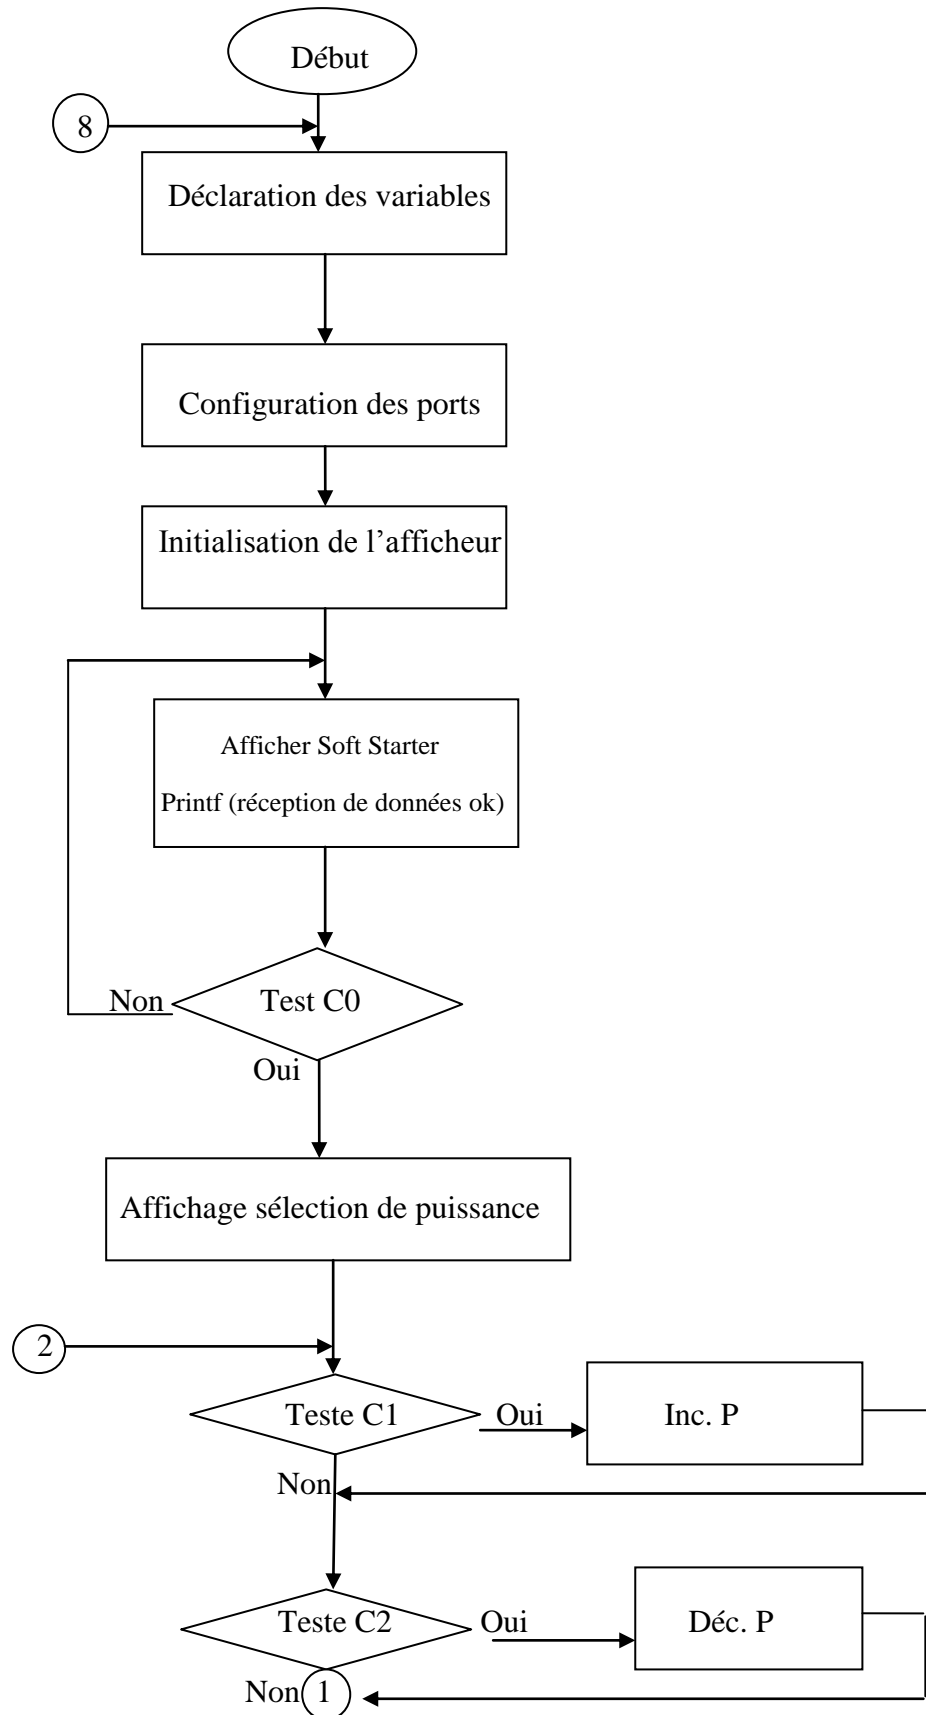 Début
8
Déclaration des variables
Configuration des ports
Initialisation de l’afficheur
Afficher Soft Starter
Printf (réception de données ok)
Non
Test C0
Oui
Affichage sélection de puissance
2
Teste C1
Oui
Inc. P
Non
Teste C2
Oui
Déc. P
Non
1